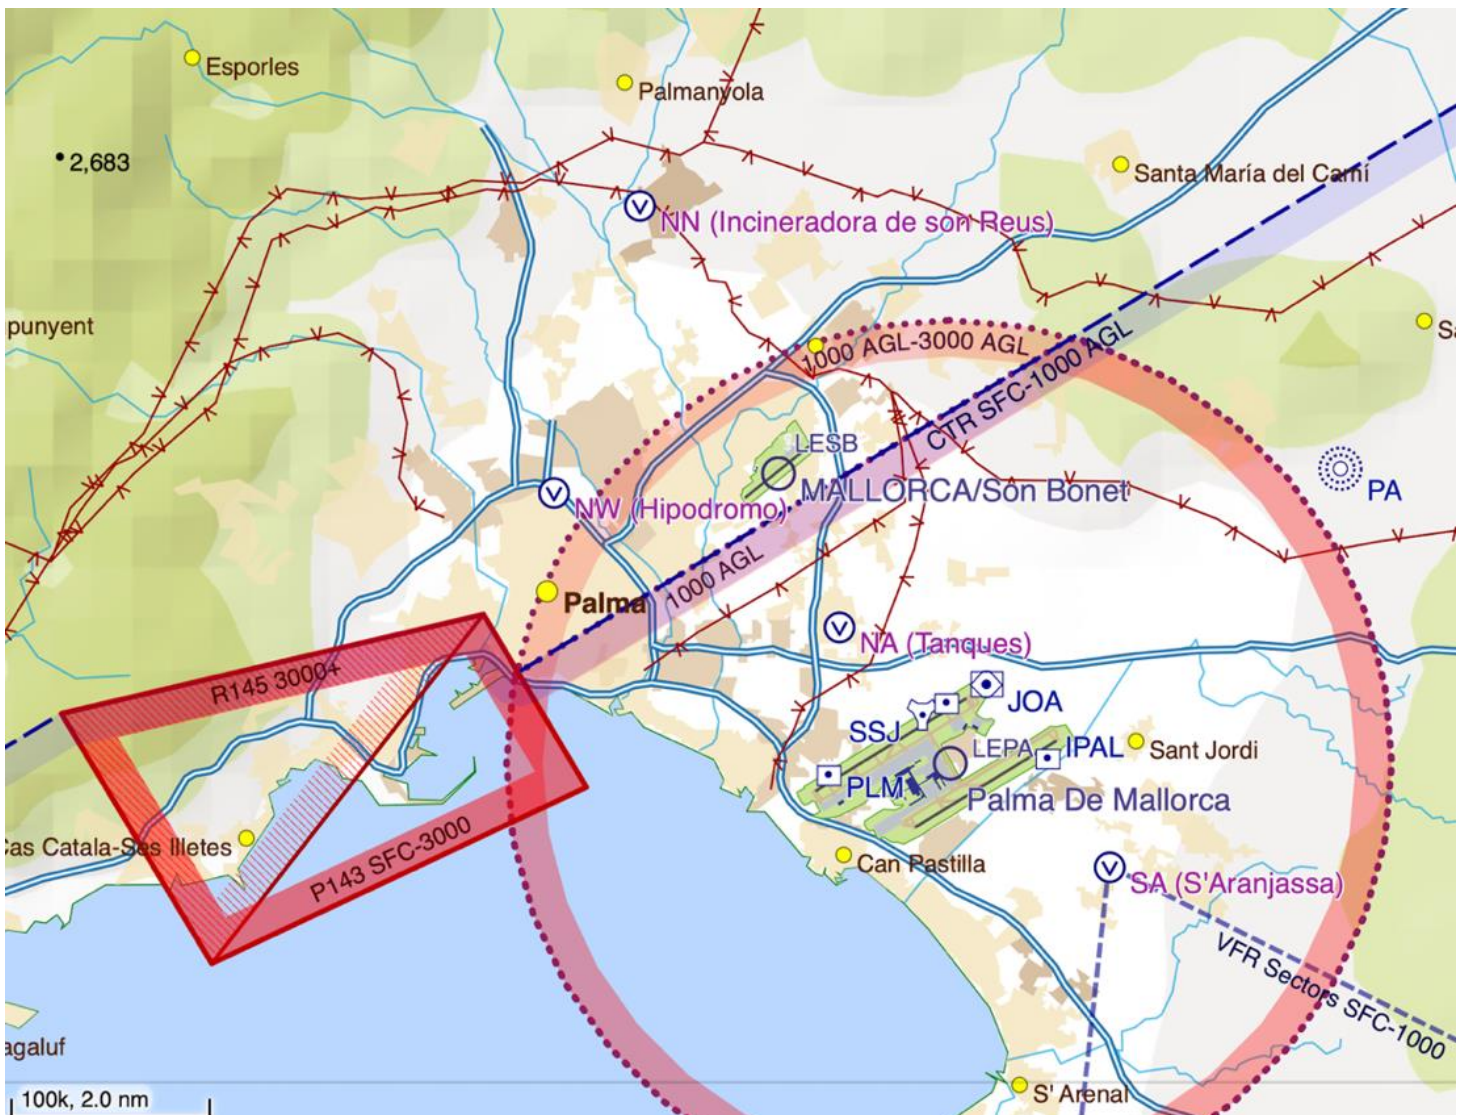 Esporles
Palmanyola
2,683
Santa María del Camí
NN (Incineradora de son Reus)
punyent
Sa
1000 AGL-3000 AGL
CTR SFC-1000 AGL
LESB
MALLORCA/Son Bonet
PA
NW (Hipodromo)
1000 AGL
Palma
NA (Tanques)
R145 3000+
JOA
SSJ
LEPA
IPAL
Sant Jordi
PLM
Palma De Mallorca
P143 SFC-3000
Cas Catala-Ses Illetes
Can Pastilla
SA (S'Aranjassa)
VFR Sectors SFC-1000
agaluf
100k, 2.0 nm
S' Arenal